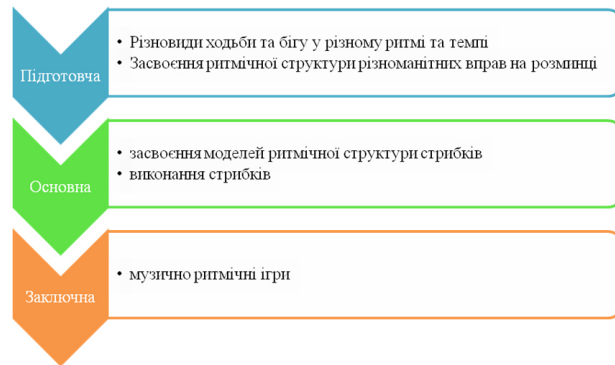 Підготовча
• Різновиди ходьби та бігу у різному ритмі та темпі
• Засвоєння ритмічної структури різноманітних вправ на розминці
Основна
• засвоєння моделей ритмічної структури стрибків
• виконання стрибків
Заключна
• музично ритмічні ігри